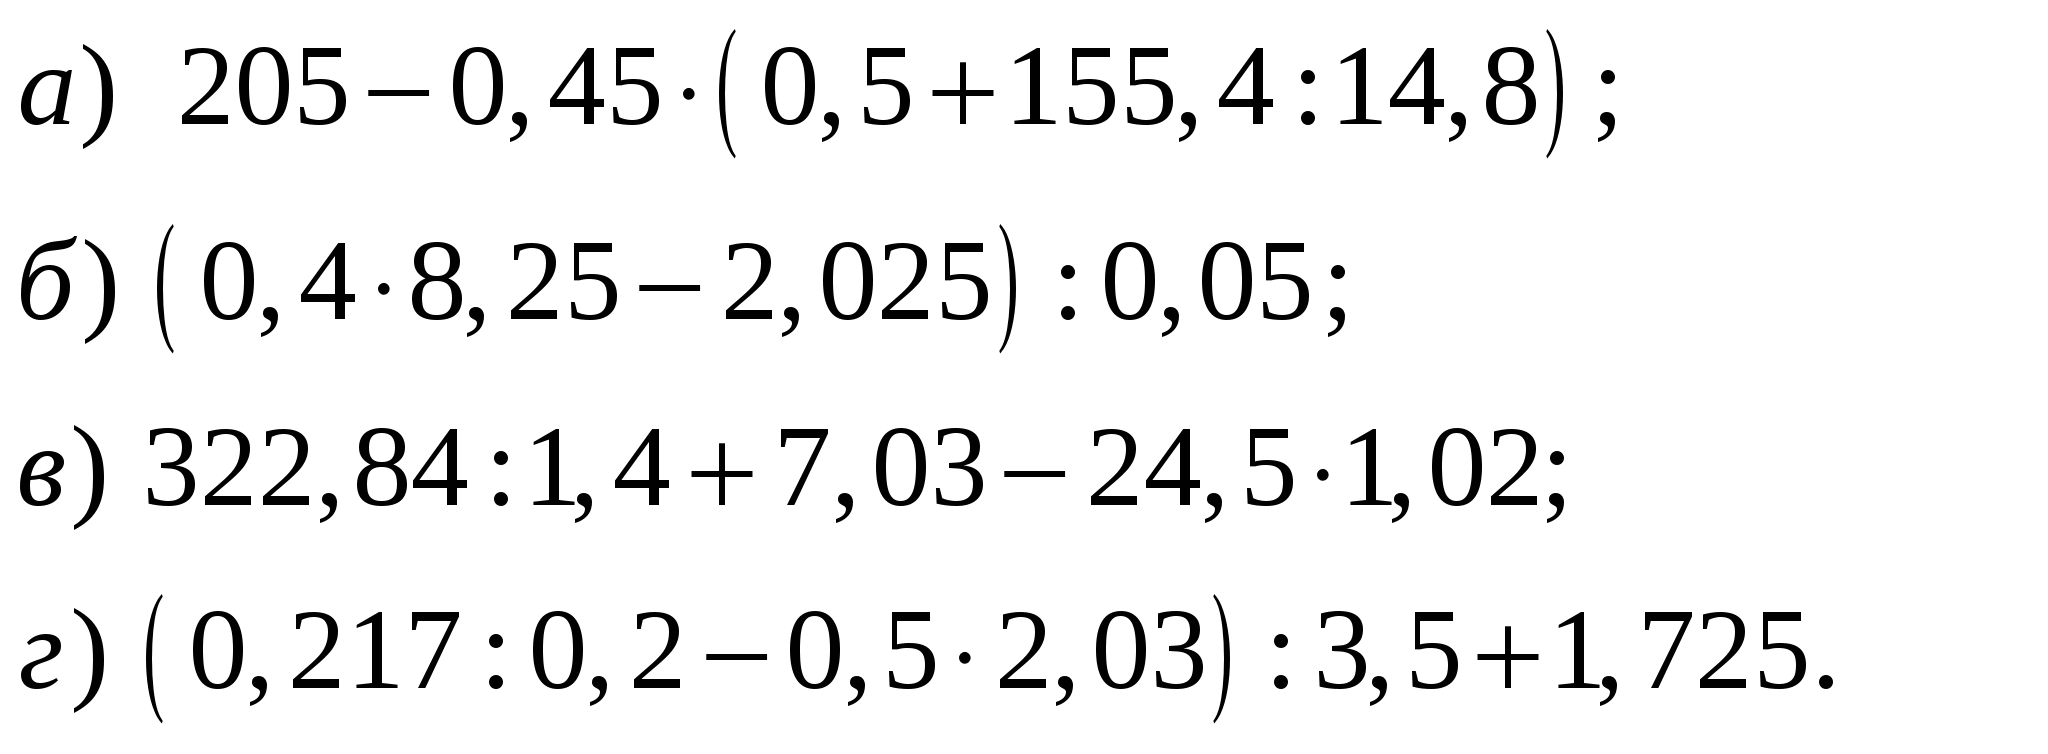 а) 205 − 0,45 · (0,5 + 155,4 : 14,8) ;
б) (0,4 · 8,25 − 2,025) : 0,05;
в) 322,84 : 1,4 + 7,03 − 24,5 · 1,02;
г) (0,217 : 0,2 − 0,5 · 2,03) : 3,5 + 1,725.